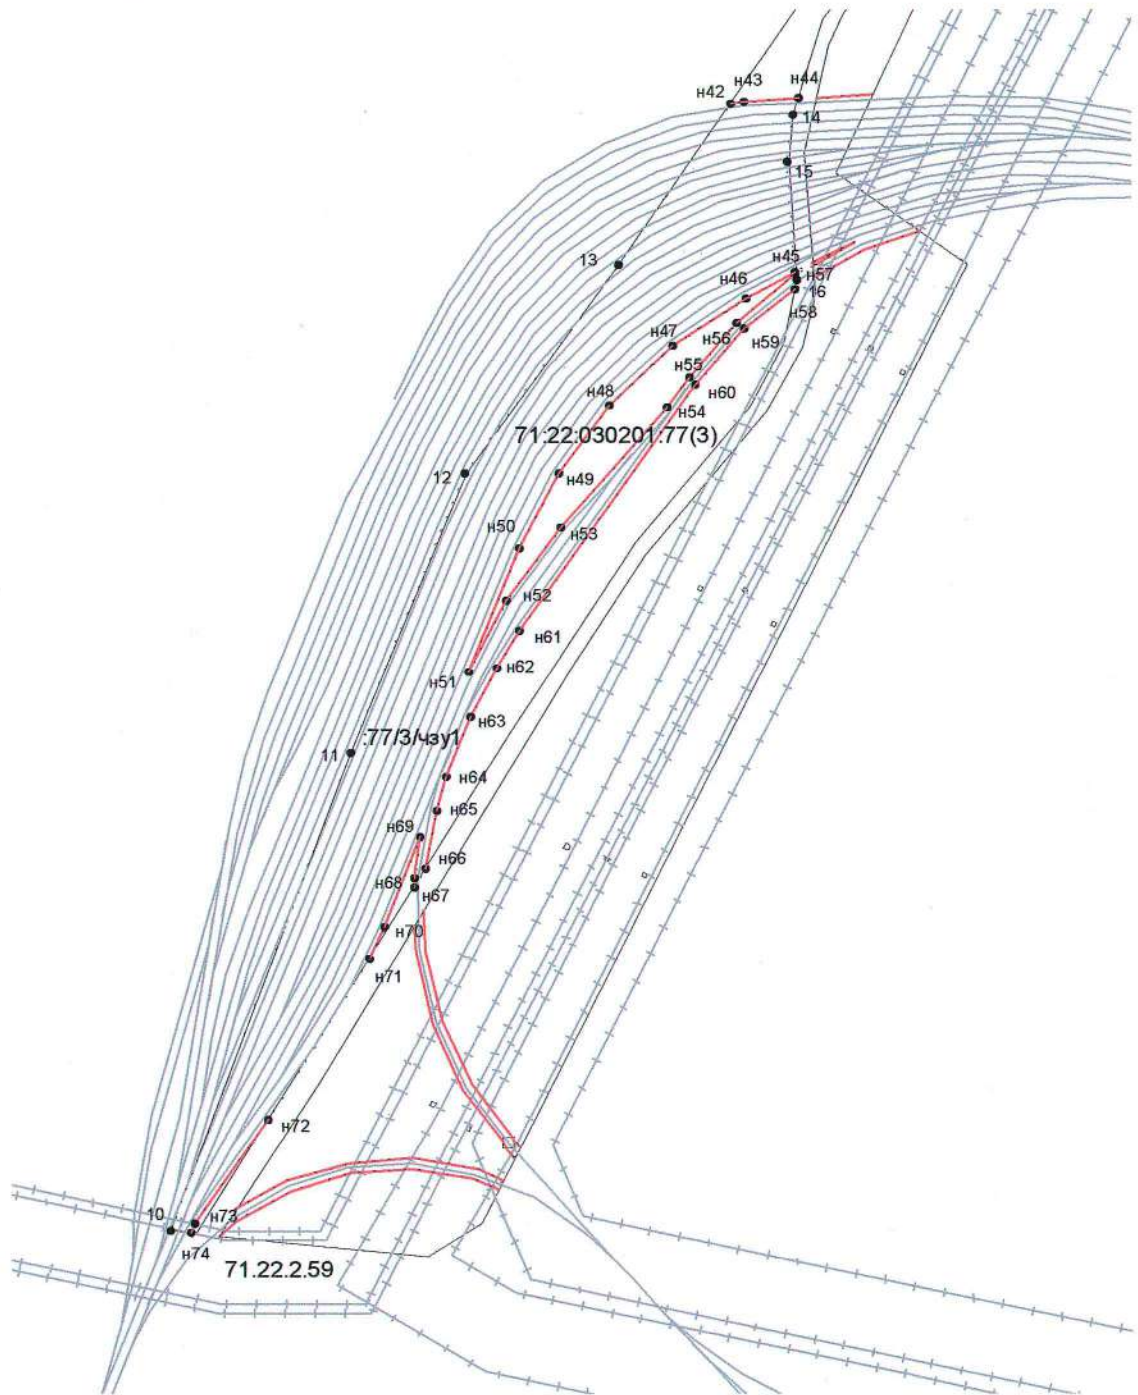 н42
н43
н44
14
15
13
н45
н57
н46
16
н58
н56
н59
н47
н55
н60
н48
н54
71:22:030201:77(3)
12
н49
н50
н53
н52
н61
н62
н51
н63
:77/3/чзу1
11
н64
н65
н69
н66
н68
н67
н70
н71
н72
10
н73
н74
71.22.2.59